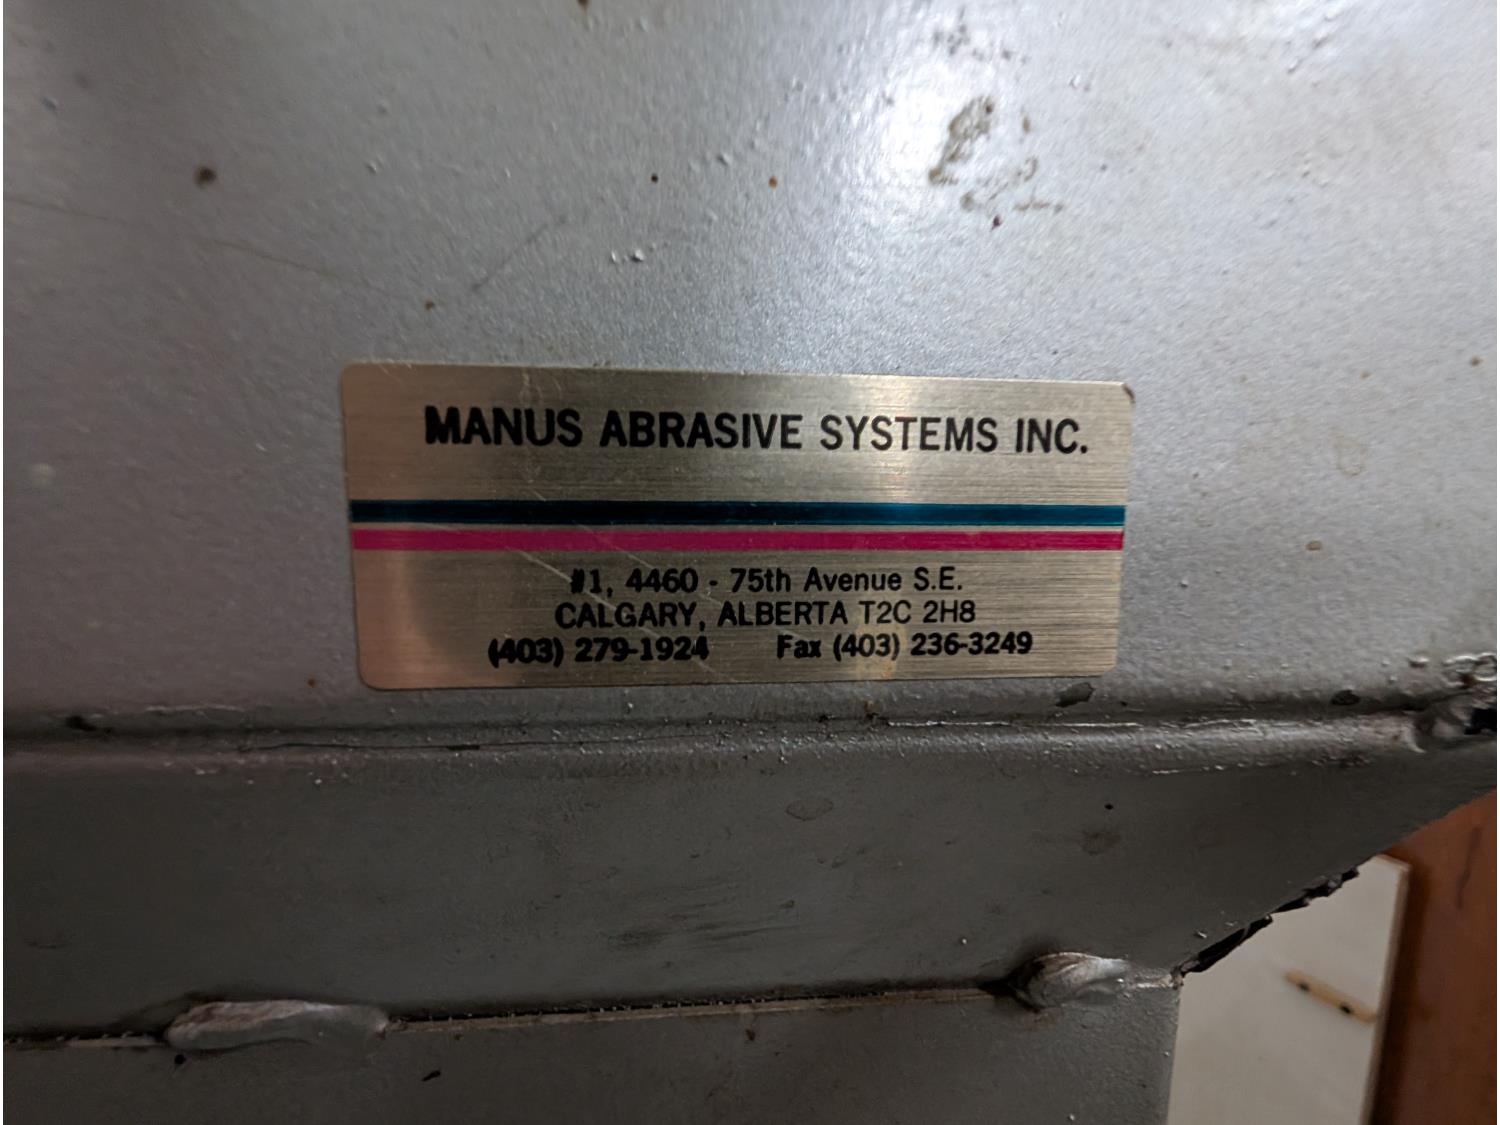 MANUS ABRASIVE SYSTEMS INC.
#1, 4460 - 75th Avenue S.E.
CALGARY, ALBERTA T2C 2H8
(403) 279-1924 Fax (403) 236-3249